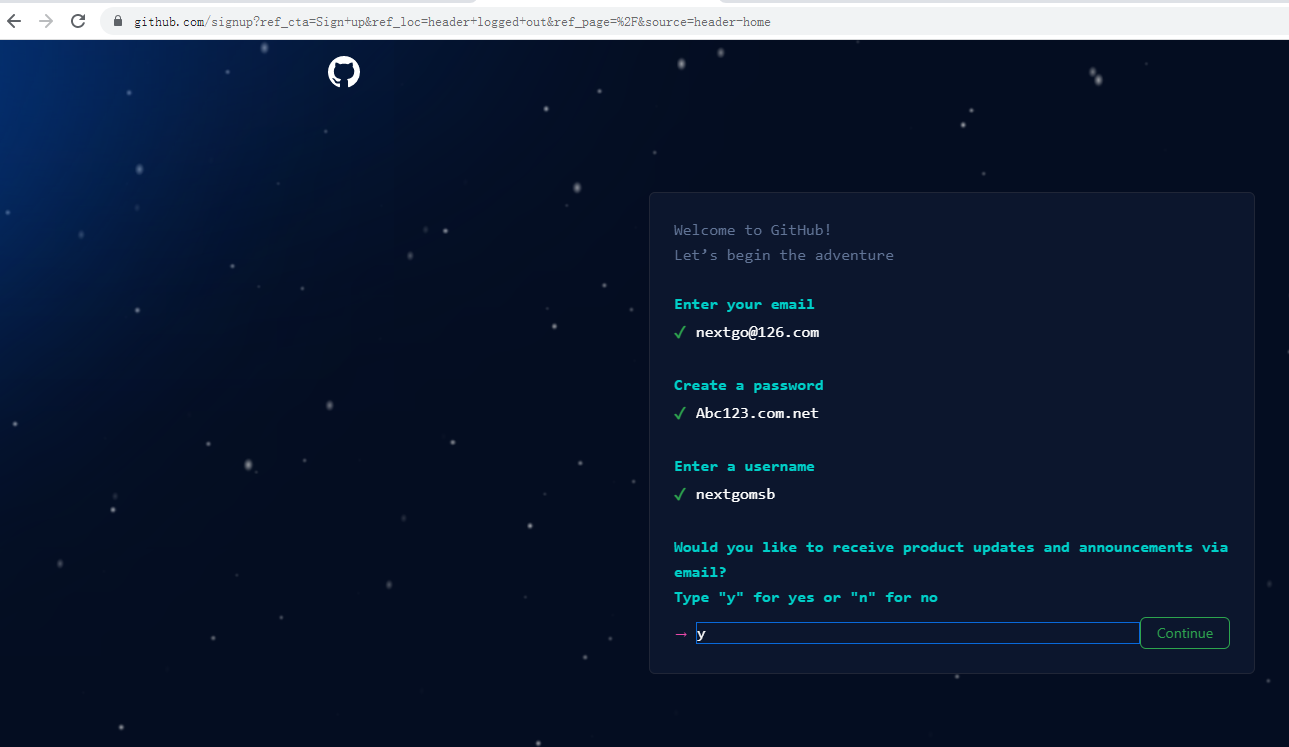 github.com/signup?ref_cta=Sign+up&ref_loc=header+logged+out&ref_page=%2F&source=header-home
Welcome to GitHub!
Let’s begin the adventure
Enter your email
✓ nextgo@126.com
Create a password
✓ Abc123.com.net
Enter a username
✓ nextgomsb
Would you like to receive product updates and announcements via
email?
Type "y" for yes or "n" for no
→ y Continue